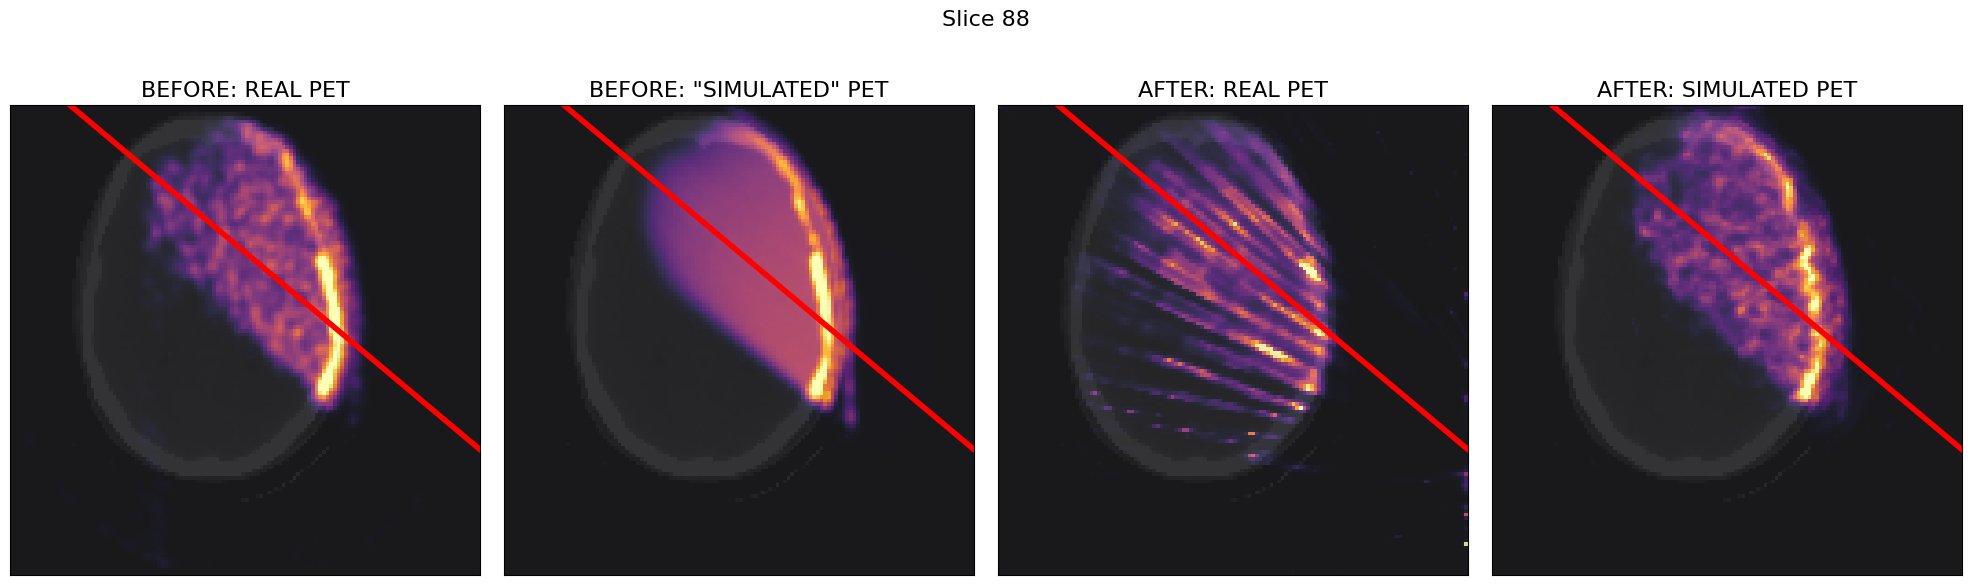 Slice 88
BEFORE: REAL PET
BEFORE: "SIMULATED" PET
AFTER: REAL PET
AFTER: SIMULATED PET